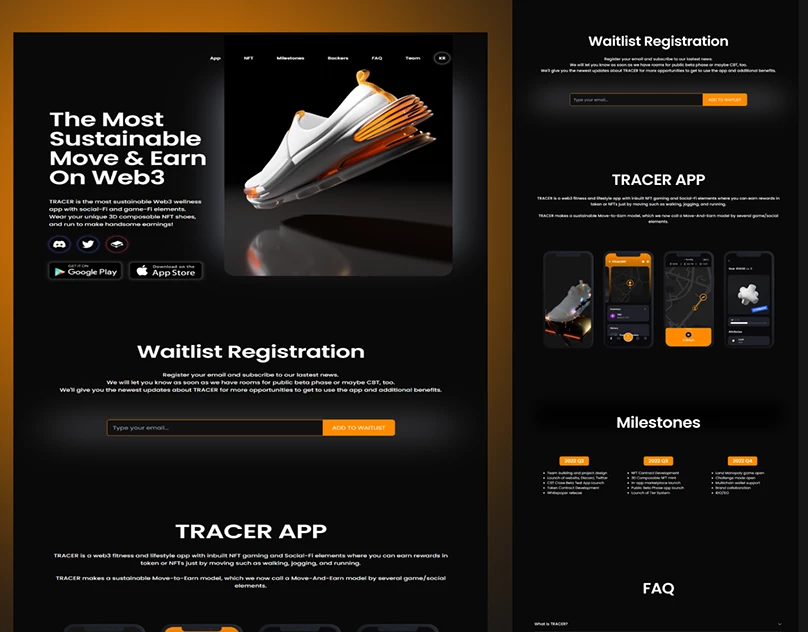 App NFT Milestones Backers FAQ Team KR
The Most
Sustainable
Move & Earn
On Web3
TRACER is the most sustainable Web3 wellness
app with social-Fi and game-Fi elements.
Wear your unique 3D composable NFT shoes,
and run to make handsome earnings!
GET IT ON
Google Play
Download on the
App Store
Waitlist Registration
Register your email and subscribe to our lastest news.
We will let you know as soon as we have rooms for public beta phase or maybe CBT, too.
We'll give you the newest updates about TRACER for more opportunities to get to use the app and additional benefits.
Type your email...
ADD TO WAITLIST
TRACER APP
TRACER is a web3 fitness and lifestyle app with inbuilt NFT gaming and Social-Fi elements where you can earn rewards in
token or NFTs just by moving such as walking, jogging, and running.
TRACER makes a sustainable Move-to-Earn model, which we now call a Move-And-Earn model by several game/social
elements.
Waitlist Registration
Register your email and subscribe to our lastest news.
We will let you know as soon as we have rooms for public beta phase or maybe CBT, too.
We'll give you the newest updates about TRACER for more opportunities to get to use the app and additional benefits.
Type your email...
ADD TO WAITLIST
TRACER APP
TRACER is a web3 fitness and lifestyle app with inbuilt NFT gaming and Social-Fi elements where you can earn rewards in
token or NFTs just by moving such as walking, jogging, and running.
TRACER makes a sustainable Move-to-Earn model, which we now call a Move-And-Earn model by several game/social
elements.
TRACER
Milestones
2022 Q2
Team building and project design
Launch of website, Discord, Twitter
CBT Close Beta Test App launch
Token Contract Development
Whitepaper release
2022 Q3
NFT Contract Development
3D Composable NFT mint
In-app marketplace launch
Public Beta Phase app launch
Launch of Tier System
2022 Q4
Land Monopoly game open
Challenge mode open
Multichain wallet support
Brand collaboration
IDO/IEO
FAQ
What is TRACER?